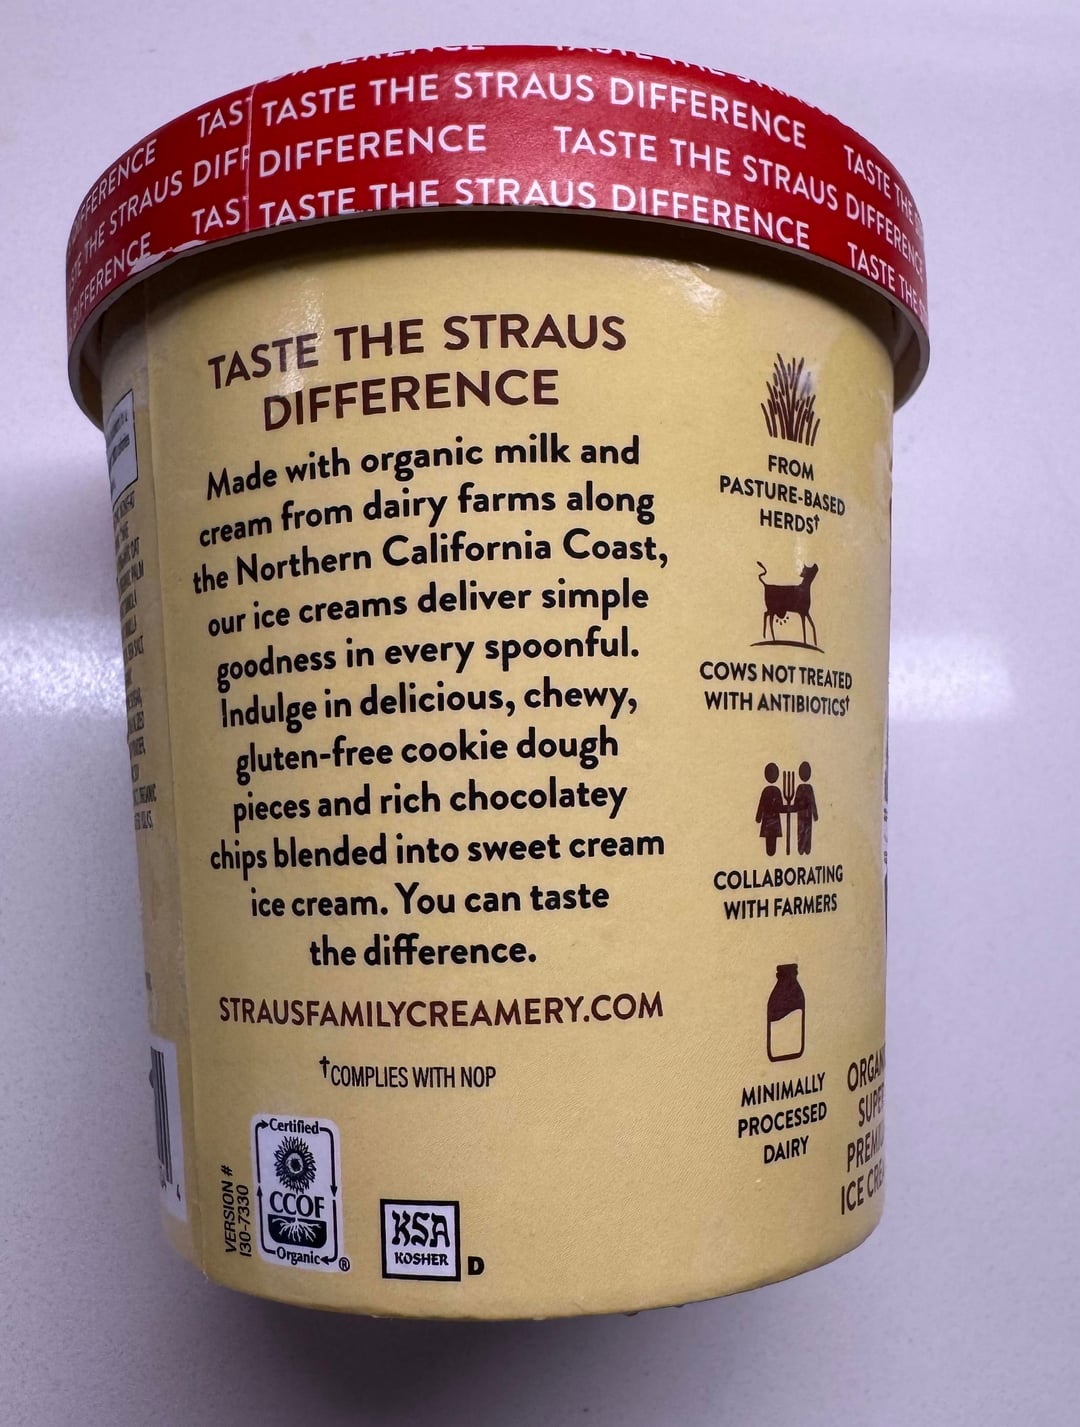 TASTE THE STRAUS DIFFERENCE
DIFFERENCE TASTE THE STRAUS DIFFERENCE
TASTE THE STRAUS DIFFERENCE
TASTE THE STRAUS
DIFFERENCE
Made with organic milk and
cream from dairy farms along
the Northern California Coast,
our ice creams deliver simple
goodness in every spoonful.
Indulge in delicious, chewy,
gluten-free cookie dough
pieces and rich chocolatey
chips blended into sweet cream
ice cream. You can taste
the difference.
STRAUSFAMILYCREAMERY.COM
†COMPLIES WITH NOP
VERSION #
130-7330
Certified
CCOF
Organic
®
KSA
KOSHER
D
FROM
PASTURE-BASED
HERDS†
COWS NOT TREATED
WITH ANTIBIOTICS†
COLLABORATING
WITH FARMERS
MINIMALLY
PROCESSED
DAIRY
ICE